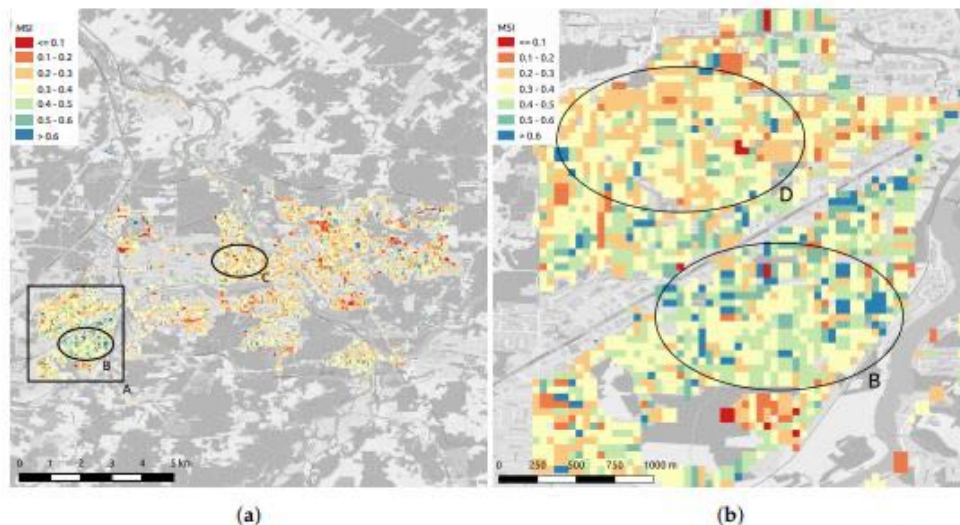 MSI
<= 0.1
0.1 - 0.2
0.2 - 0.3
0.3 - 0.4
0.4 - 0.5
0.5 - 0.6
> 0.6
C
B
A
0 1 2 3 4 5 km
(a)
MSI
<= 0.1
0.1 - 0.2
0.2 - 0.3
0.3 - 0.4
0.4 - 0.5
0.5 - 0.6
> 0.6
D
B
0 250 500 750 1000 m
(b)